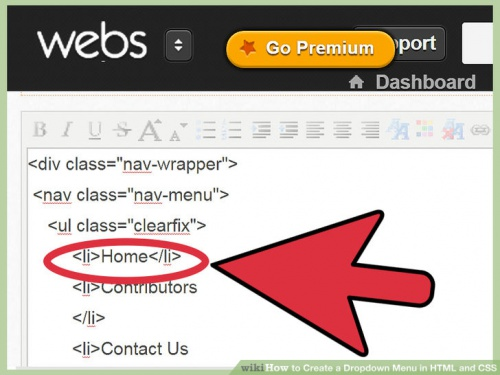 webs
Go Premium
pport
Dashboard
B I U S A A
<div class="nav-wrapper">
<nav class="nav-menu">
<ul class="clearfix">
<li>Home</li>
<li>Contributors
</li>
<li>Contact Us
wikiHow to Create a Dropdown Menu in HTML and CSS